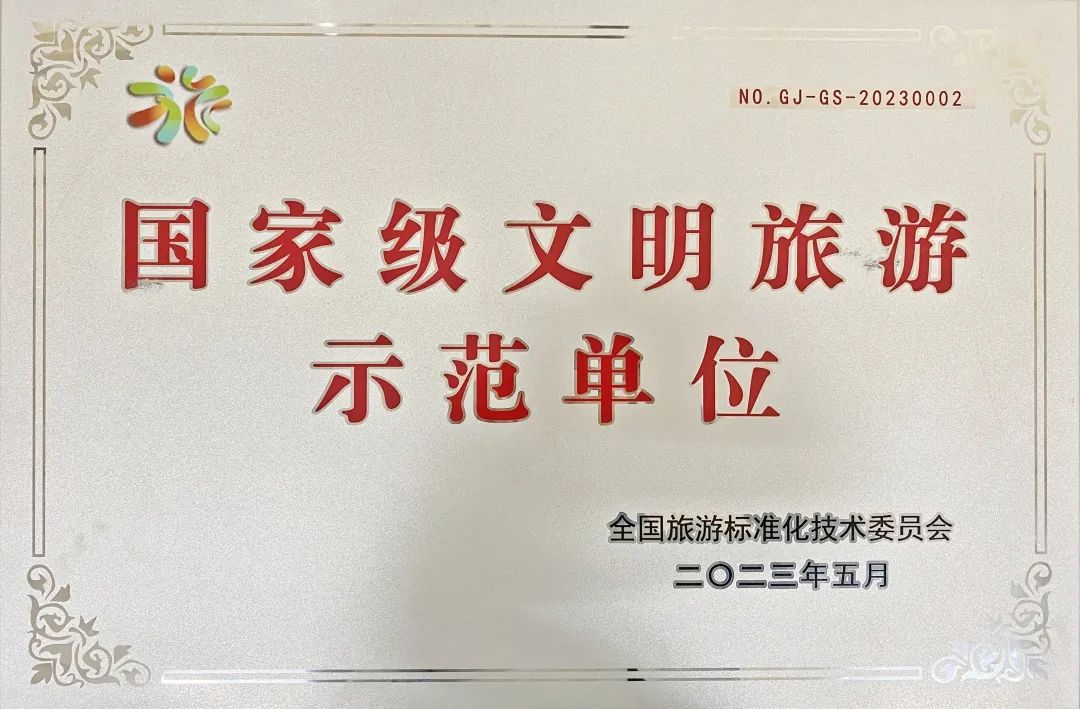 旅
NO.GJ-GS-20230002
国家级文明旅游
示范单位
全国旅游标准化技术委员会
二〇二三年五月